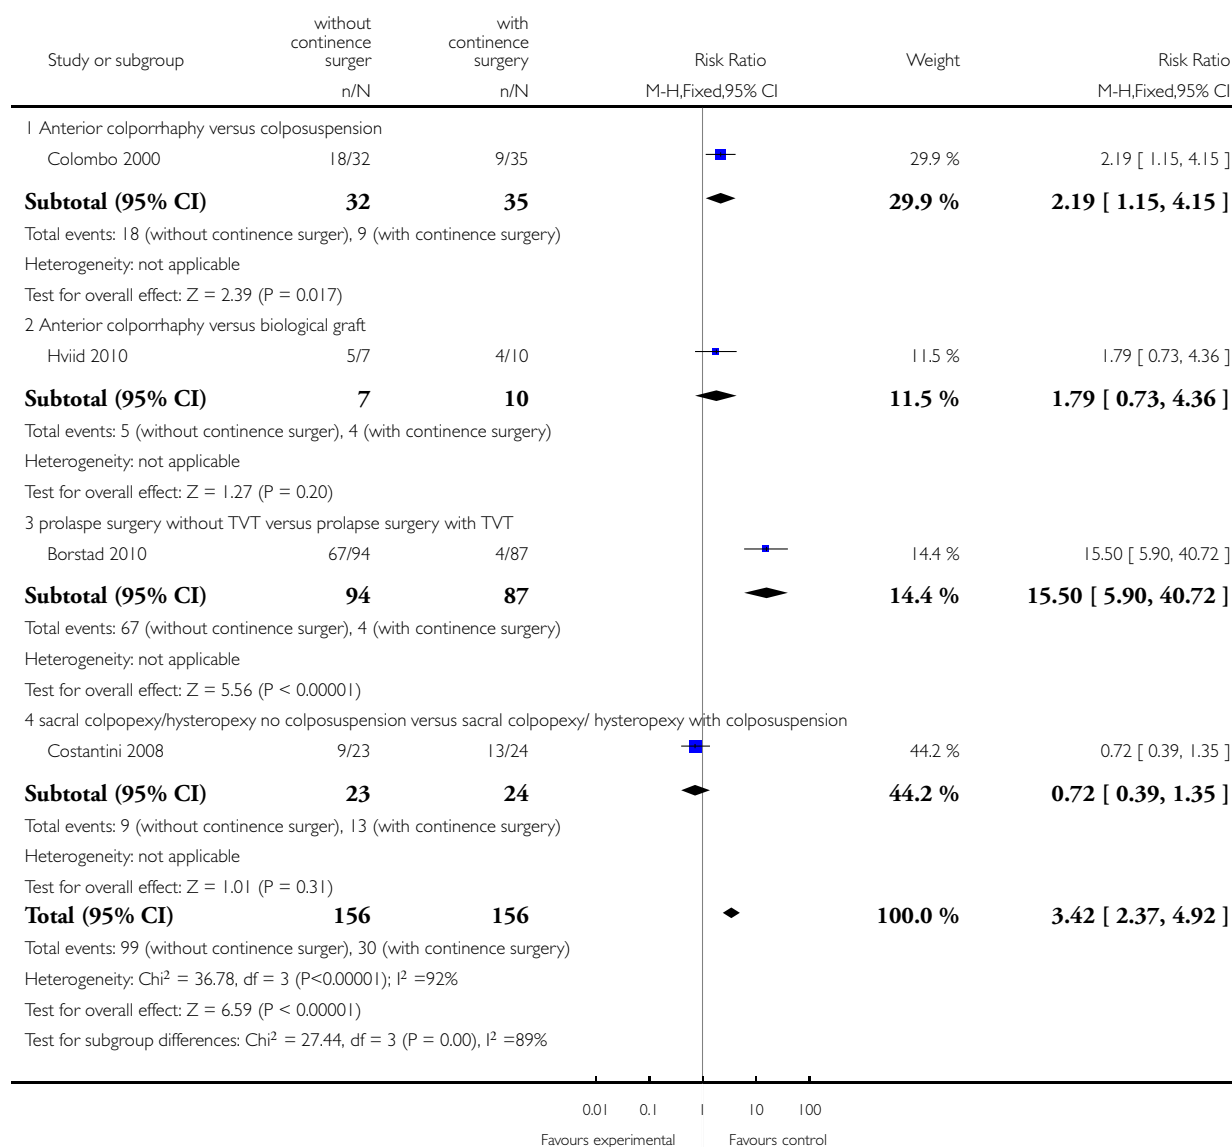 Study or subgroup without continence surger with continence surgery Risk Ratio Weight Risk Ratio
n/N n/N M-H,Fixed,95% CI M-H,Fixed,95% CI
1 Anterior colporrhaphy versus colposuspension
Colombo 2000 18/32 9/35 29.9 % 2.19 [ 1.15, 4.15 ]
Subtotal (95% CI) 32 35 29.9 % 2.19 [ 1.15, 4.15 ]
Total events: 18 (without continence surger), 9 (with continence surgery)
Heterogeneity: not applicable
Test for overall effect: Z = 2.39 (P = 0.017)
2 Anterior colporrhaphy versus biological graft
Hviid 2010 5/7 4/10 11.5 % 1.79 [ 0.73, 4.36 ]
Subtotal (95% CI) 7 10 11.5 % 1.79 [ 0.73, 4.36 ]
Total events: 5 (without continence surger), 4 (with continence surgery)
Heterogeneity: not applicable
Test for overall effect: Z = 1.27 (P = 0.20)
3 prolaspe surgery without TVT versus prolapse surgery with TVT
Borstad 2010 67/94 4/87 14.4 % 15.50 [ 5.90, 40.72 ]
Subtotal (95% CI) 94 87 14.4 % 15.50 [ 5.90, 40.72 ]
Total events: 67 (without continence surger), 4 (with continence surgery)
Heterogeneity: not applicable
Test for overall effect: Z = 5.56 (P < 0.00001)
4 sacral colpopexy/hysteropexy no colposuspension versus sacral colpopexy/ hysteropexy with colposuspension
Costantini 2008 9/23 13/24 44.2 % 0.72 [ 0.39, 1.35 ]
Subtotal (95% CI) 23 24 44.2 % 0.72 [ 0.39, 1.35 ]
Total events: 9 (without continence surger), 13 (with continence surgery)
Heterogeneity: not applicable
Test for overall effect: Z = 1.01 (P = 0.31)
Total (95% CI) 156 156 100.0 % 3.42 [ 2.37, 4.92 ]
Total events: 99 (without continence surger), 30 (with continence surgery)
Heterogeneity: Chi² = 36.78, df = 3 (P<0.00001); I² =92%
Test for overall effect: Z = 6.59 (P < 0.00001)
Test for subgroup differences: Chi² = 27.44, df = 3 (P = 0.00), I² =89%
0.01 0.1 1 10 100
Favours experimental Favours control